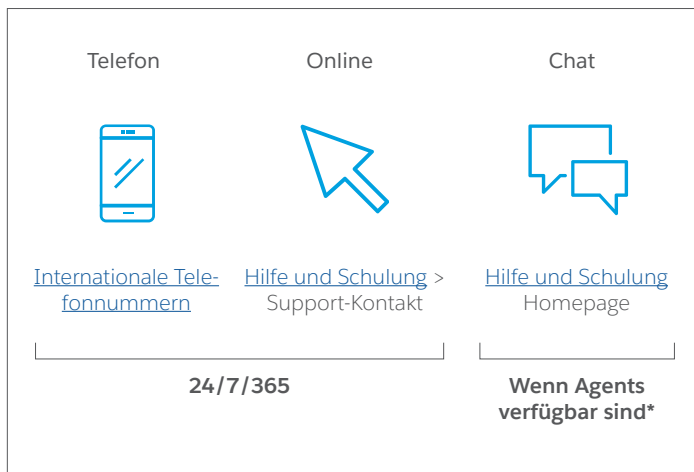 Telefon
Online
Chat
Internationale Tele-
fonnummern
Hilfe und Schulung >
Support-Kontakt
Hilfe und Schulung
Homepage
24/7/365
Wenn Agents
verfügbar sind*